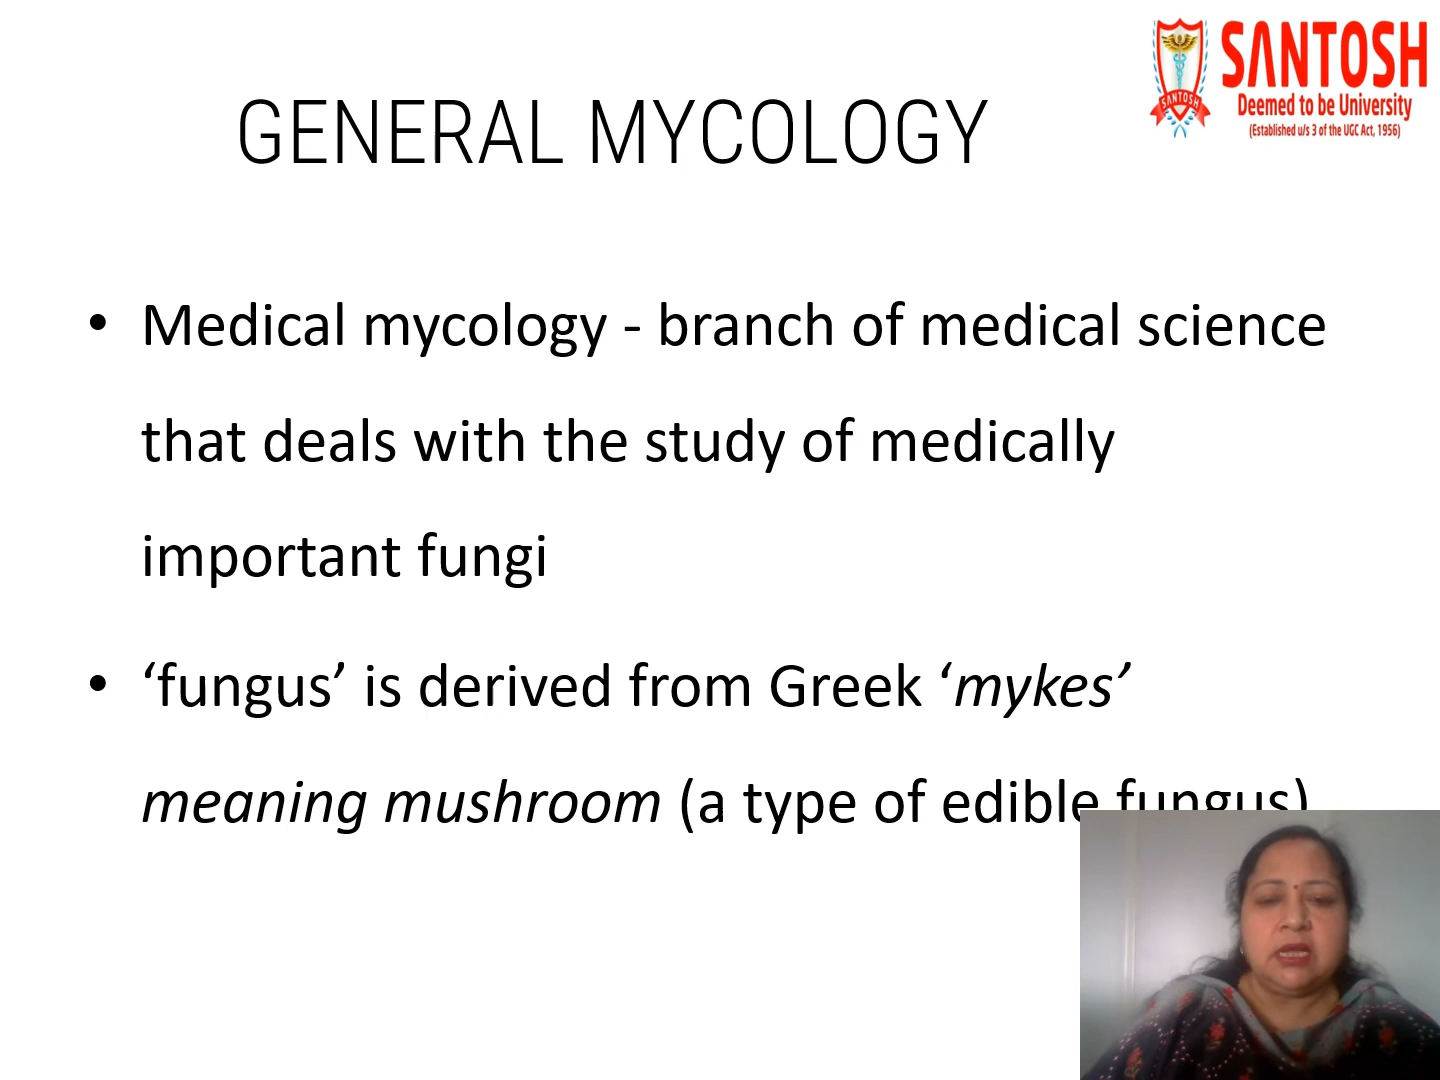 SANTOSH
Deemed to be University
(Established u/s 3 of the UGC Act, 1956)
SANTOSH
GENERAL MYCOLOGY
• Medical mycology - branch of medical science
that deals with the study of medically
important fungi
• ‘fungus’ is derived from Greek ‘mykes’
meaning mushroom (a type of edible fungus)